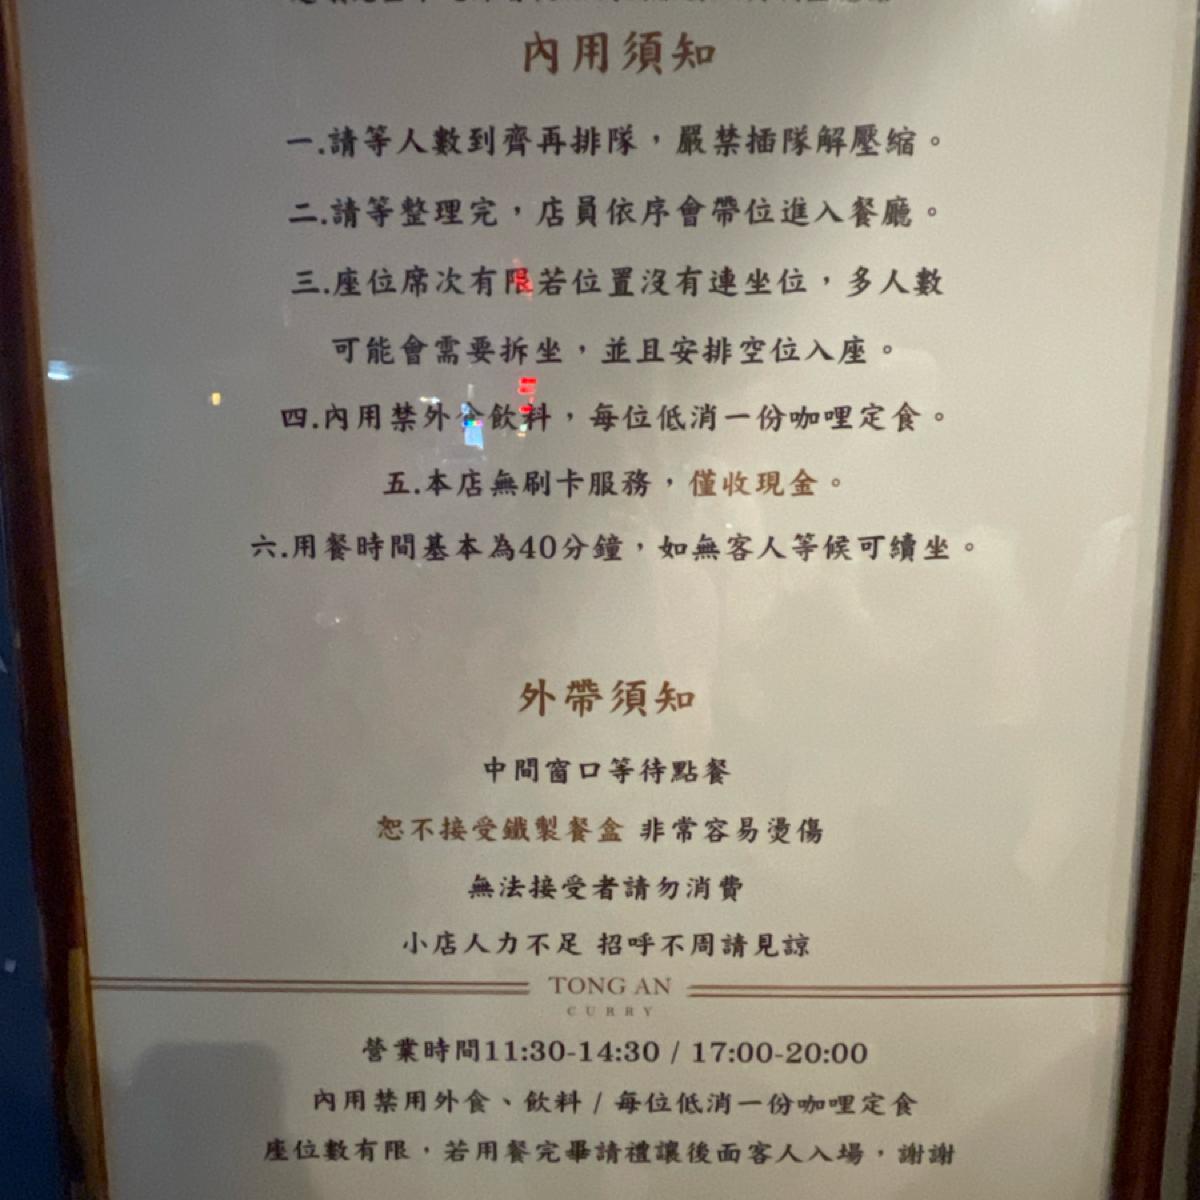 內用須知
一.請等人數到齊再排隊，嚴禁插隊解壓縮。
二.請等整理完，店員依序會帶位進入餐廳。
三.座位席次有限若位置沒有連坐位，多人數
可能會需要拆坐，並且安排空位入座。
四.內用禁外食飲料，每位低消一份咖哩定食。
五.本店無刷卡服務，僅收現金。
六.用餐時間基本為40分鐘，如無客人等候可續坐。
外帶須知
中間窗口等待點餐
恕不接受鐵製餐盒 非常容易燙傷
無法接受者請勿消費
小店人力不足 招呼不周請見諒
TONG AN
CURRY
營業時間11:30-14:30 / 17:00-20:00
內用禁用外食、飲料 / 每位低消一份咖哩定食
座位數有限，若用餐完畢請禮讓後面客人入場，謝謝